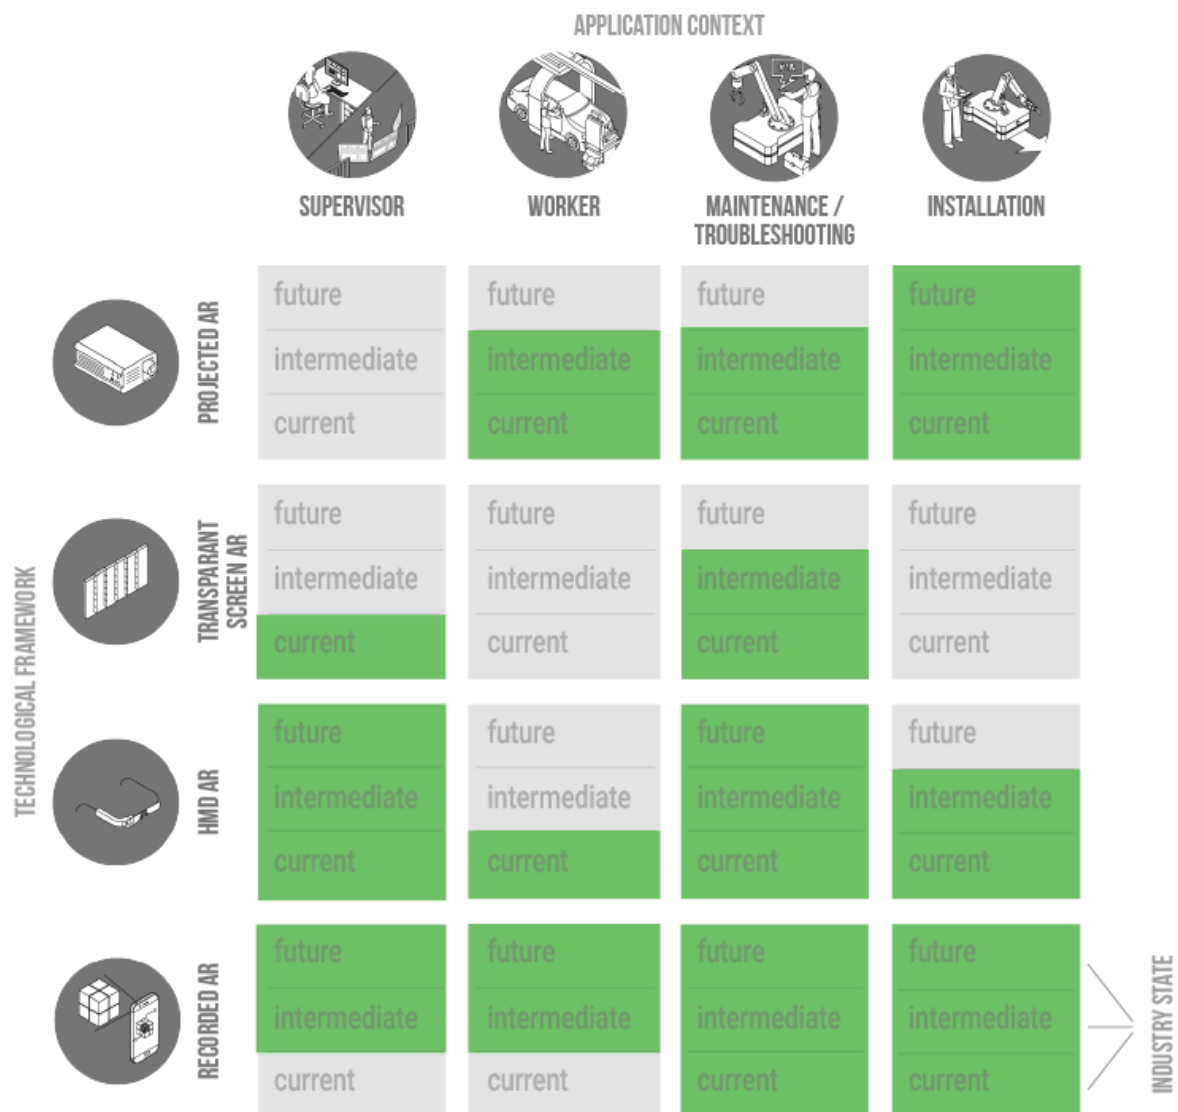 APPLICATION CONTEXT
SUPERVISOR
WORKER
MAINTENANCE /
TROUBLESHOOTING
INSTALLATION
TECHNOLOGICAL FRAMEWORK
PROJECTED AR
future
future
future
future
intermediate
intermediate
intermediate
intermediate
current
current
current
current
TRANSPARANT
SCREEN AR
future
future
future
future
intermediate
intermediate
intermediate
intermediate
current
current
current
current
HMD AR
future
future
future
future
intermediate
intermediate
intermediate
intermediate
current
current
current
current
RECORDED AR
future
future
future
future
intermediate
intermediate
intermediate
intermediate
current
current
current
current
INDUSTRY STATE